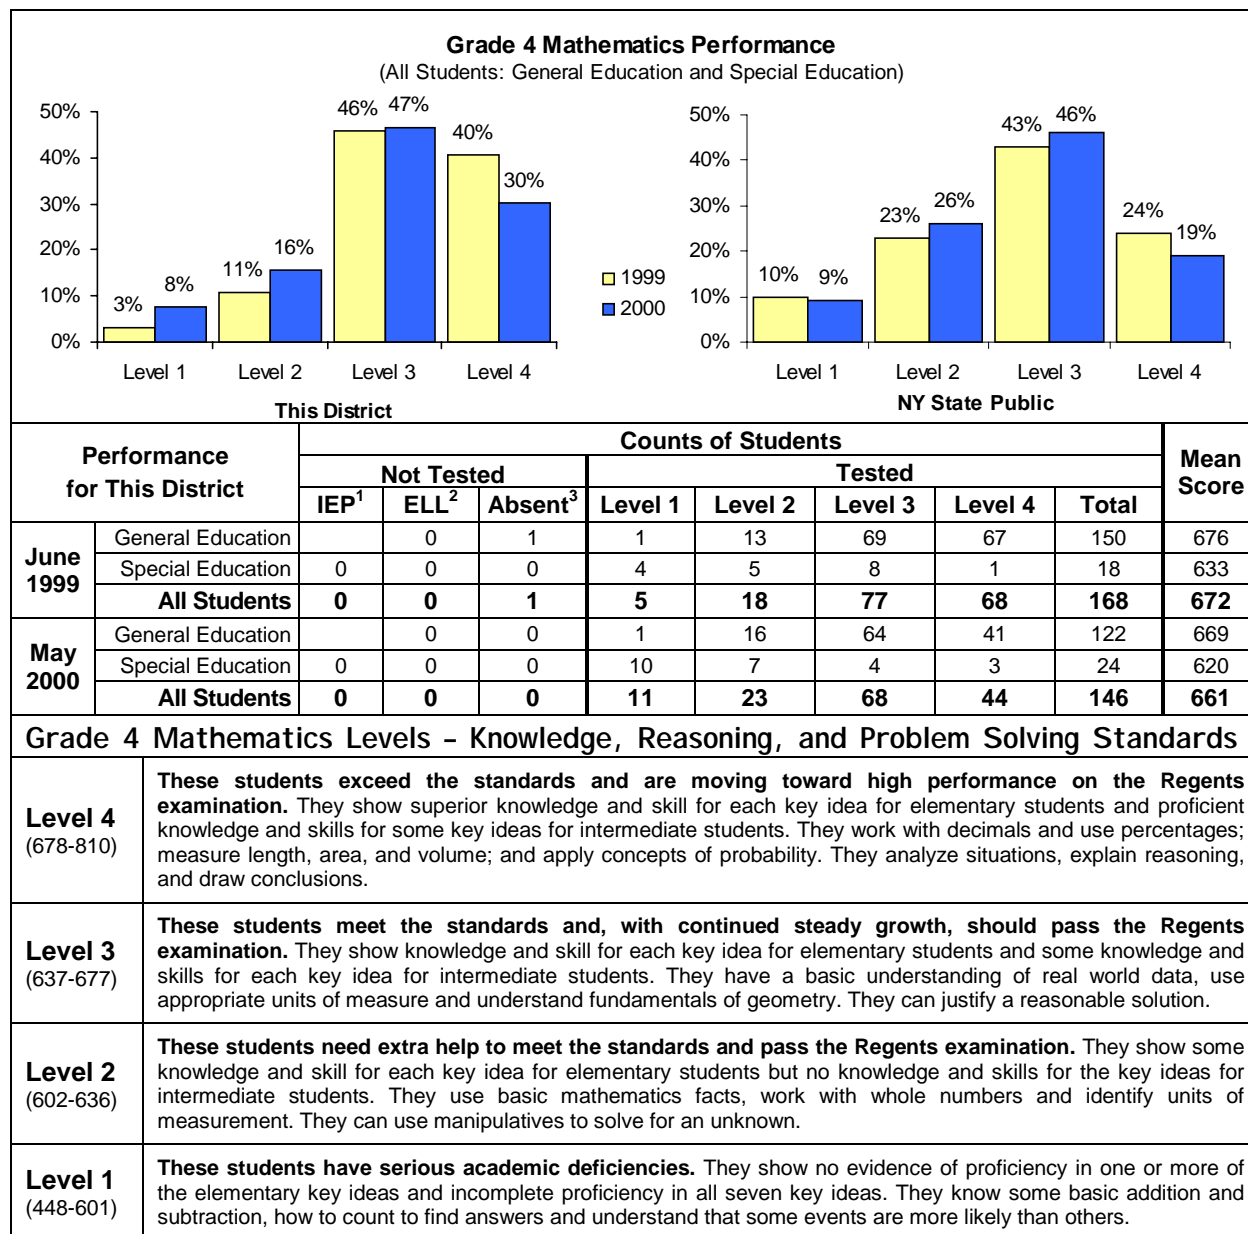 Grade 4 Mathematics Performance
(All Students: General Education and Special Education)
50%
40%
30%
20%
10%
0%
3%
8%
11%
16%
46% 47%
40%
30%
Level 1 Level 2 Level 3 Level 4
This District
1999
2000
50%
40%
30%
20%
10%
0%
10%
9%
23%
26%
43%
46%
24%
19%
Level 1 Level 2 Level 3 Level 4
NY State Public
Performance for This District Counts of Students Mean Score
Not Tested Tested
IEP1 ELL2 Absent3 Level 1 Level 2 Level 3 Level 4 Total
June 1999
General Education 0 1 1 13 69 67 150 676
Special Education 0 0 0 4 5 8 1 18 633
All Students 0 0 1 5 18 77 68 168 672
May 2000
General Education 0 0 1 16 64 41 122 669
Special Education 0 0 0 10 7 4 3 24 620
All Students 0 0 0 11 23 68 44 146 661
Grade 4 Mathematics Levels – Knowledge, Reasoning, and Problem Solving Standards
Level 4
(678-810)
These students exceed the standards and are moving toward high performance on the Regents
examination. They show superior knowledge and skill for each key idea for elementary students and proficient
knowledge and skills for some key ideas for intermediate students. They work with decimals and use percentages;
measure length, area, and volume; and apply concepts of probability. They analyze situations, explain reasoning,
and draw conclusions.
Level 3
(637-677)
These students meet the standards and, with continued steady growth, should pass the Regents
examination. They show knowledge and skill for each key idea for elementary students and some knowledge and
skills for each key idea for intermediate students. They have a basic understanding of real world data, use
appropriate units of measure and understand fundamentals of geometry. They can justify a reasonable solution.
Level 2
(602-636)
These students need extra help to meet the standards and pass the Regents examination. They show some
knowledge and skill for each key idea for elementary students but no knowledge and skills for the key ideas for
intermediate students. They use basic mathematics facts, work with whole numbers and identify units of
measurement. They can use manipulatives to solve for an unknown.
Level 1
(448-601)
These students have serious academic deficiencies. They show no evidence of proficiency in one or more of
the elementary key ideas and incomplete proficiency in all seven key ideas. They know some basic addition and
subtraction, how to count to find answers and understand that some events are more likely than others.